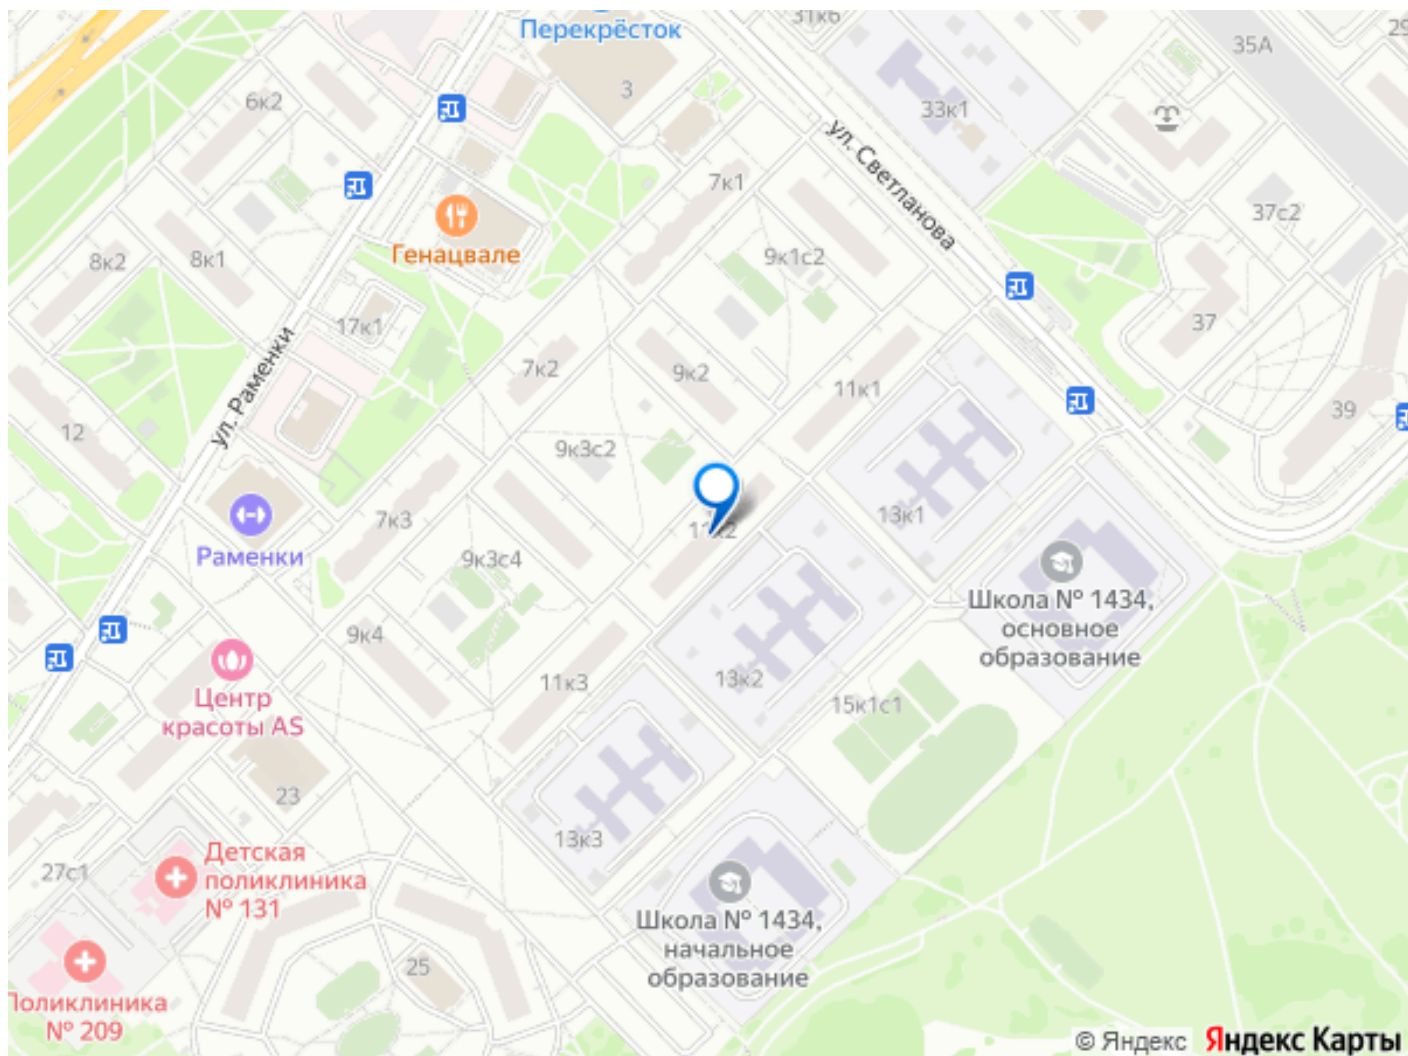 31к6
Перекрёсток
35А
29
3
6к2
33к1
ул. Светланова
7к1
37с2
Генацвале
9к1с2
8к2
8к1
17к1
37
ул. Раменки
7к2
9к2
11к1
39
12
9к3с2
7к3
13к1
11к2
Раменки
9к3с4
Школа № 1434,
основное
образование
9к4
11к3
13к2
15к1с1
Центр
красоты AS
23
13к3
27с1
Детская
поликлиника
№ 131
Школа № 1434,
начальное
образование
25
Поликлиника
№ 209
© Яндекс Яндекс Карты